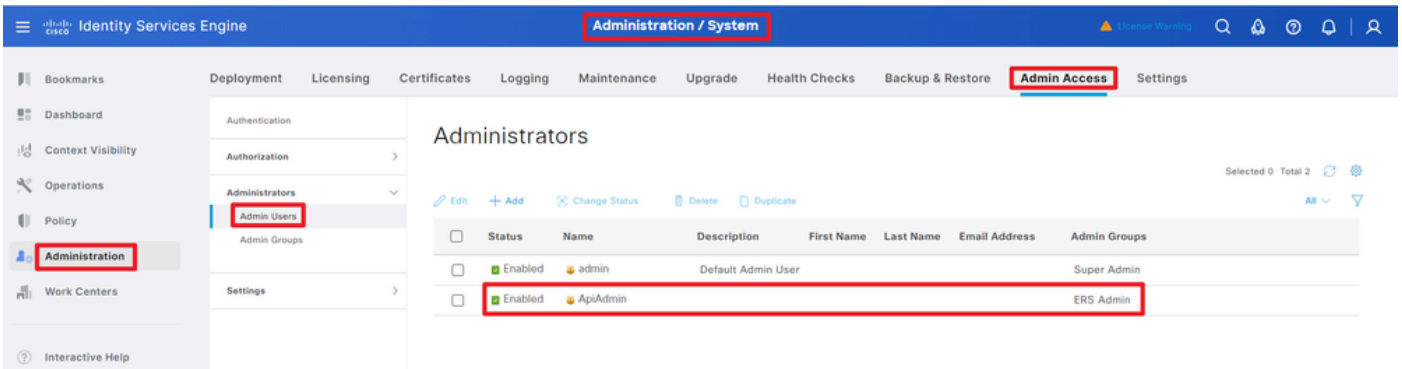 cisco Identity Services Engine
Administration / System
License Warning
Bookmarks
Dashboard
Context Visibility
Operations
Policy
Administration
Work Centers
Interactive Help
Deployment Licensing Certificates Logging Maintenance Upgrade Health Checks Backup & Restore Admin Access Settings
Authentication
Authorization
Administrators
Admin Users
Admin Groups
Settings
Administrators
Selected 0 Total 2
Edit + Add Change Status Delete Duplicate All
Status Name Description First Name Last Name Email Address Admin Groups
Enabled admin Default Admin User Super Admin
Enabled ApiAdmin ERS Admin